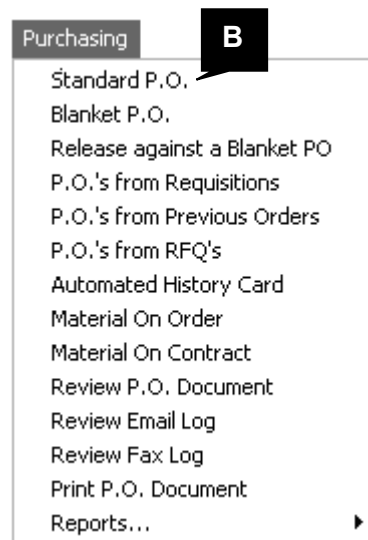 Purchasing
B
Standard P.O.
Blanket P.O.
Release against a Blanket PO
P.O.'s from Requisitions
P.O.'s from Previous Orders
P.O.'s from RFQ's
Automated History Card
Material On Order
Material On Contract
Review P.O. Document
Review Email Log
Review Fax Log
Print P.O. Document
Reports...